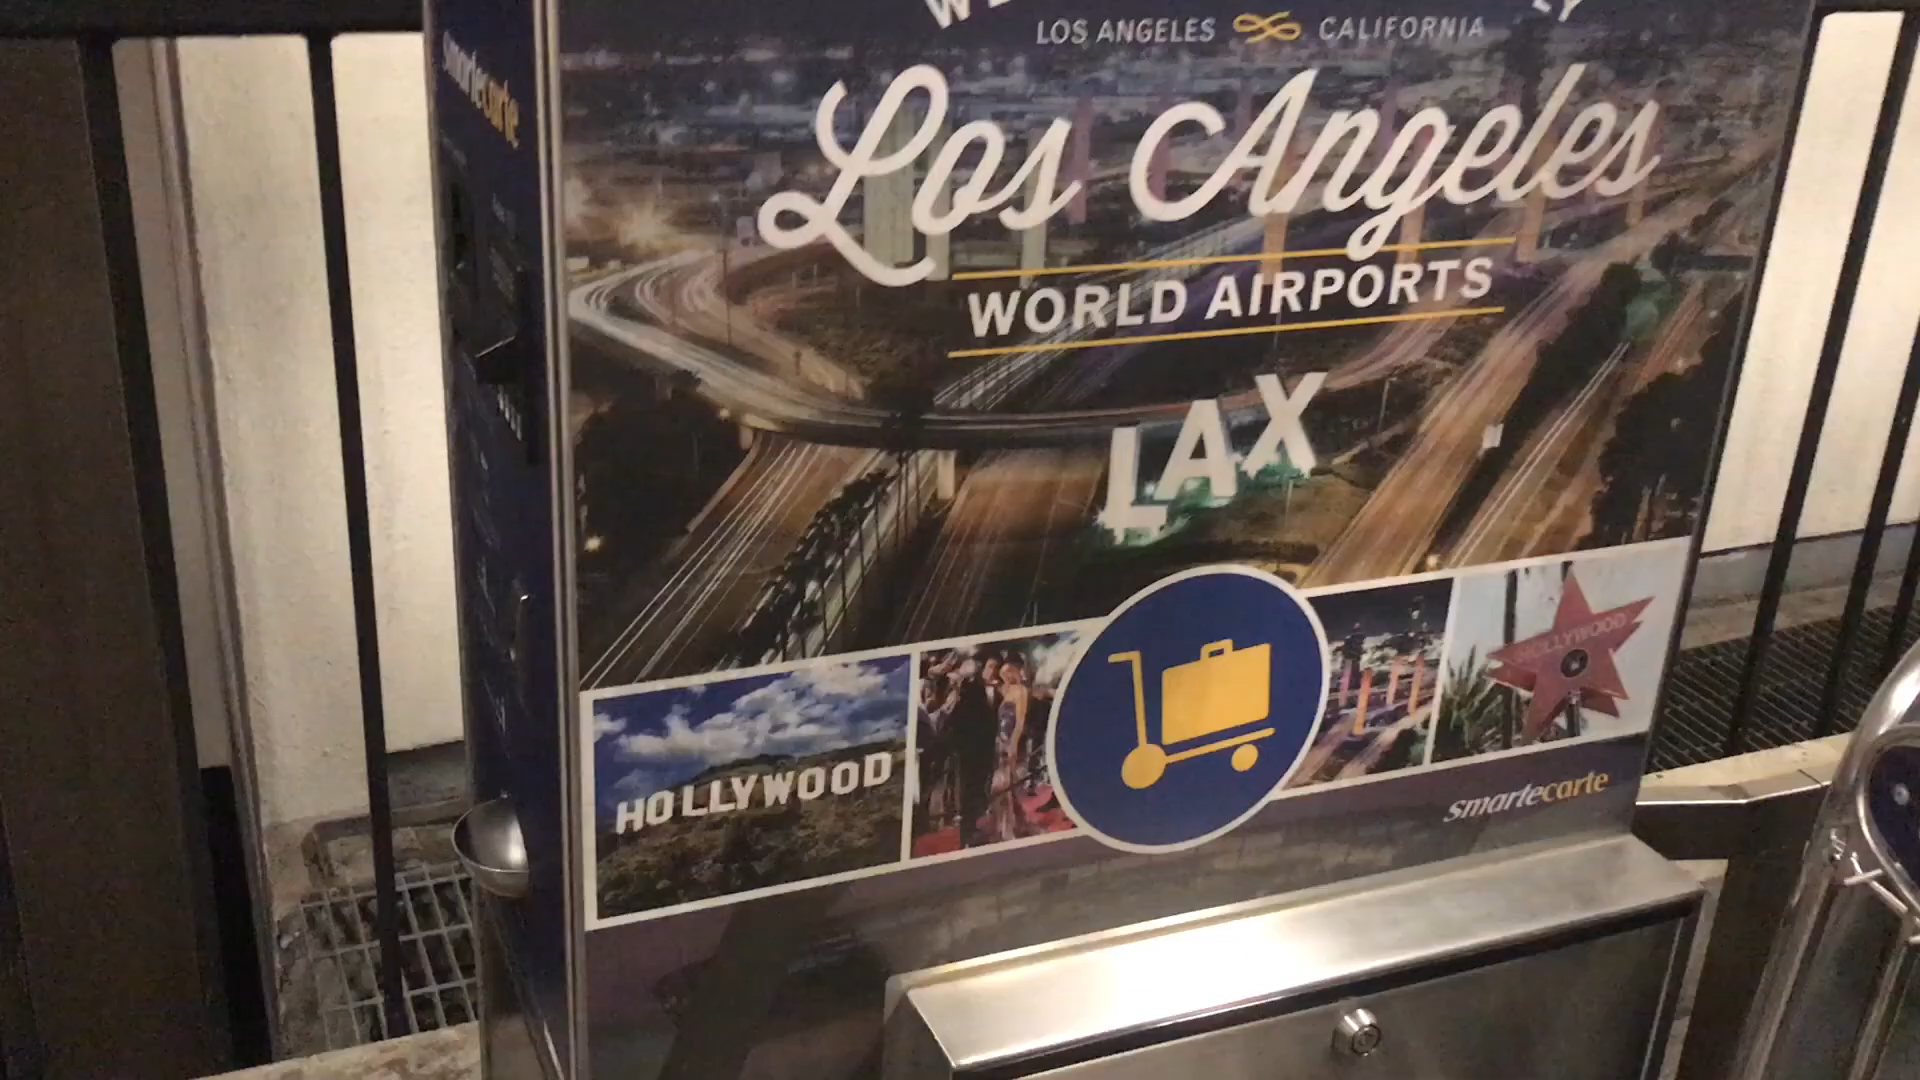 LOS ANGELES CALIFORNIA
Los Angeles
WORLD AIRPORTS
LAX
HOLLYWOOD
HOLLYWOOD
smartecarte
smartecarte